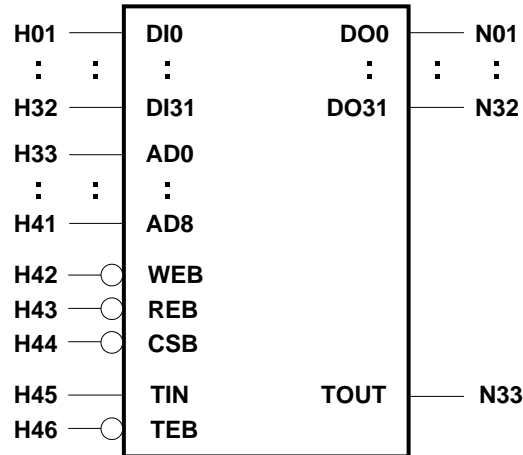 H01 DI0 DO0 N01
: : : : : :
H32 DI31 DO31 N32
H33 AD0
: : :
H41 AD8
H42 WEB
H43 REB
H44 CSB
H45 TIN TOUT N33
H46 TEB